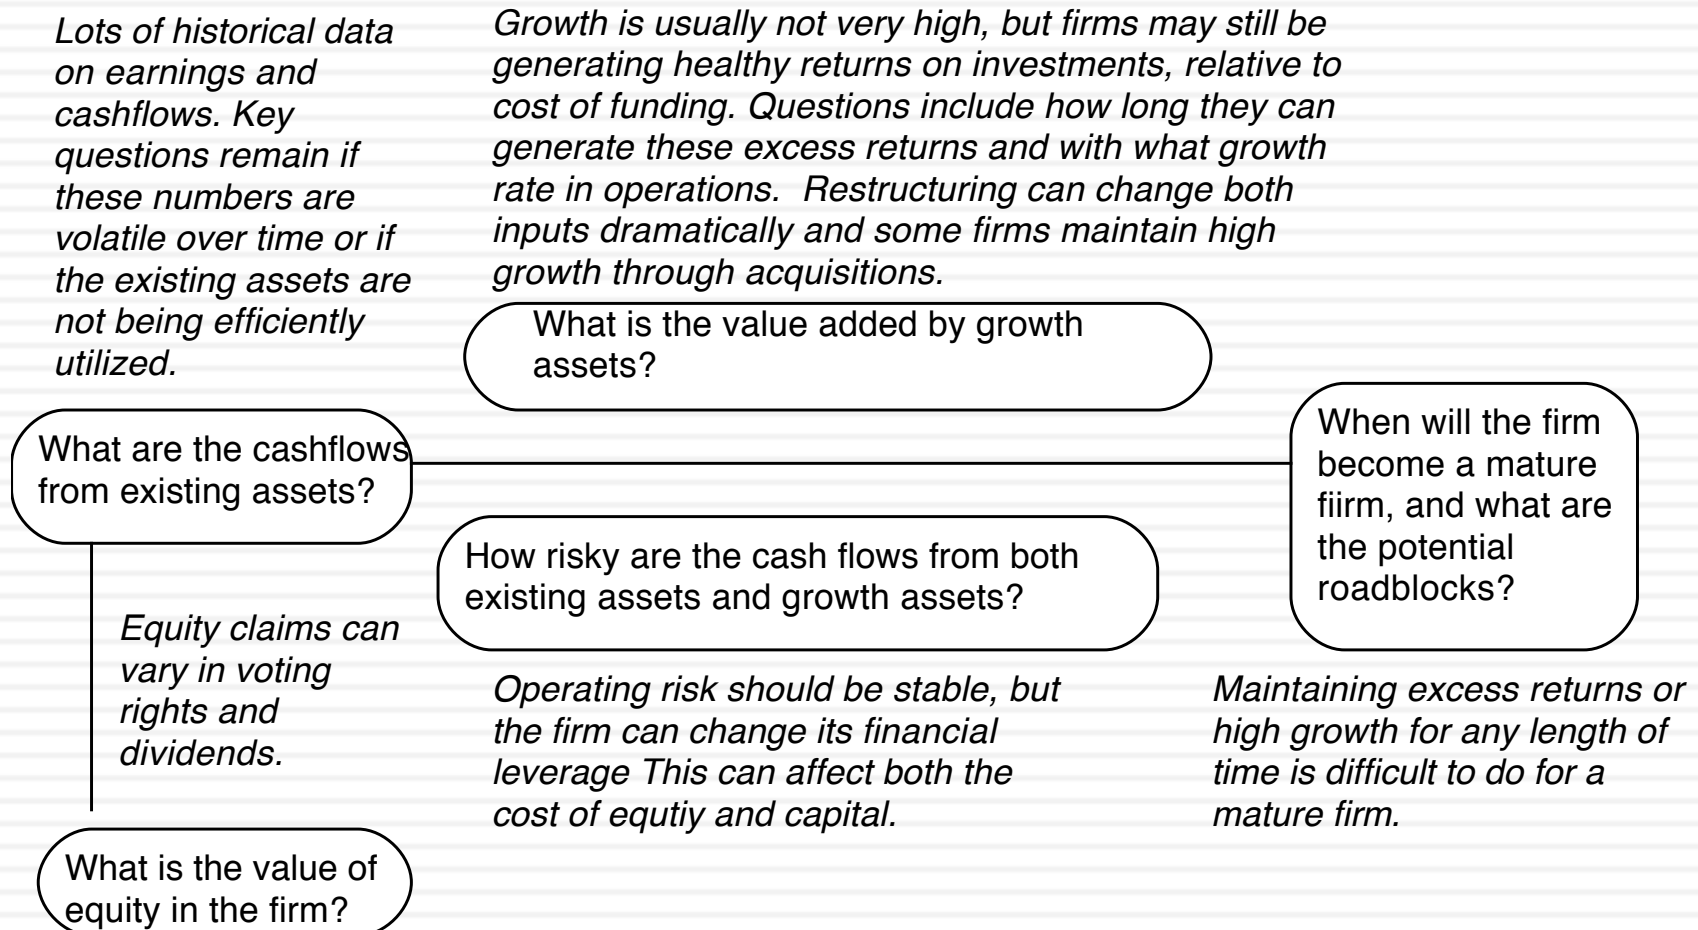 Lots of historical data
on earnings and
cashflows. Key
questions remain if
these numbers are
volatile over time or if
the existing assets are
not being efficiently
utilized.
Growth is usually not very high, but firms may still be
generating healthy returns on investments, relative to
cost of funding. Questions include how long they can
generate these excess returns and with what growth
rate in operations.  Restructuring can change both
inputs dramatically and some firms maintain high
growth through acquisitions.
What is the value added by growth
assets?
What are the cashflows
from existing assets?
When will the firm
become a mature
fiirm, and what are
the potential
roadblocks?
How risky are the cash flows from both
existing assets and growth assets?
Equity claims can
vary in voting
rights and
dividends.
Operating risk should be stable, but
the firm can change its financial
leverage This can affect both the
cost of equtiy and capital.
Maintaining excess returns or
high growth for any length of
time is difficult to do for a
mature firm.
What is the value of
equity in the firm?